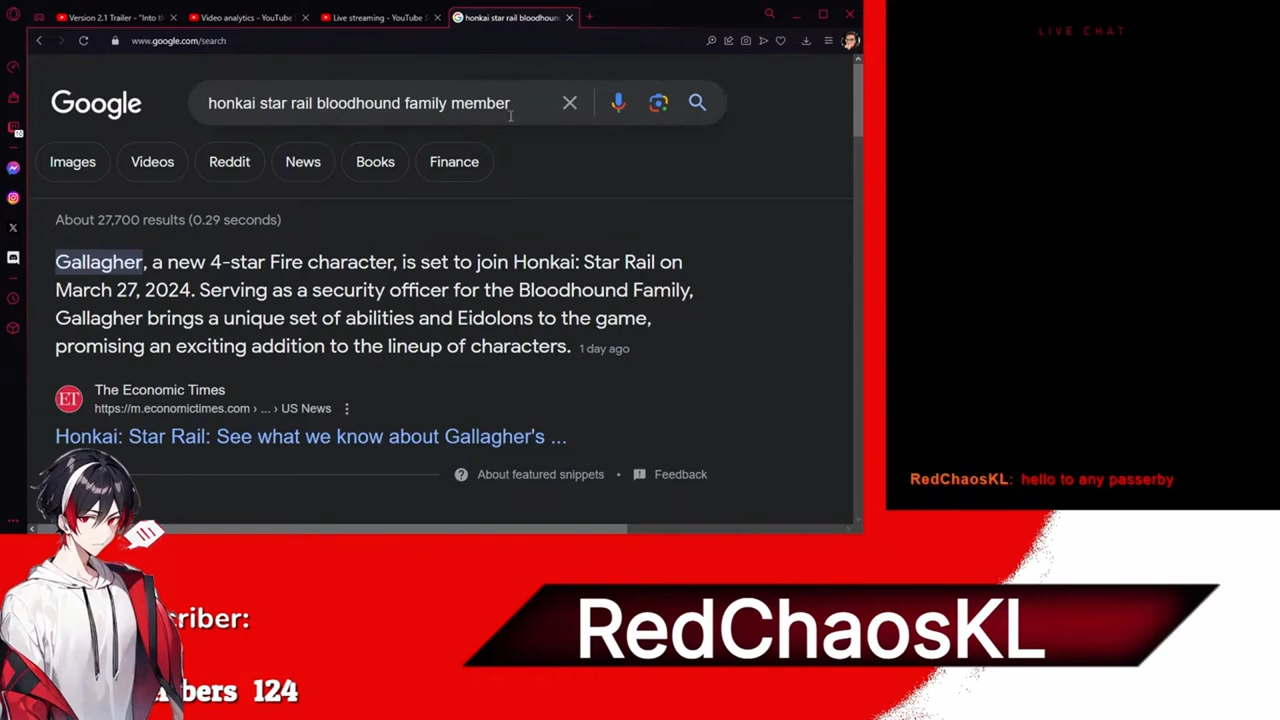 Version 2.1 Trailer - "Into th
Video analytics - YouTube S
Live streaming - YouTube S
honkai star rail bloodhound
www.google.com/search
LIVE CHAT
Google
honkai star rail bloodhound family member
Images
Videos
Reddit
News
Books
Finance
About 27,700 results (0.29 seconds)
Gallagher, a new 4-star Fire character, is set to join Honkai: Star Rail on
March 27, 2024. Serving as a security officer for the Bloodhound Family,
Gallagher brings a unique set of abilities and Eidolons to the game,
promising an exciting addition to the lineup of characters. 1 day ago
ET
The Economic Times
https://m.economictimes.com › ... › US News
Honkai: Star Rail: See what we know about Gallagher's ...
About featured snippets • Feedback
RedChaosKL: hello to any passerby
criber:
bers 124
RedChaosKL